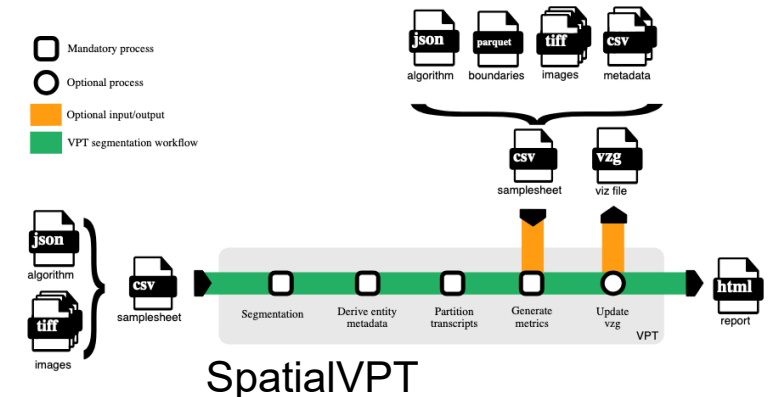 Mandatory process
Optional process
Optional input/output
VPT segmentation workflow
json
algorithm
parquet
boundaries
tiff
images
csv
metadata
csv
samplesheet
vzg
viz file
json
algorithm
tiff
images
csv
samplesheet
Segmentation
Derive entity
metadata
Partition
transcripts
Generate
metrics
Update
vzg
VPT
html
report
SpatialVPT